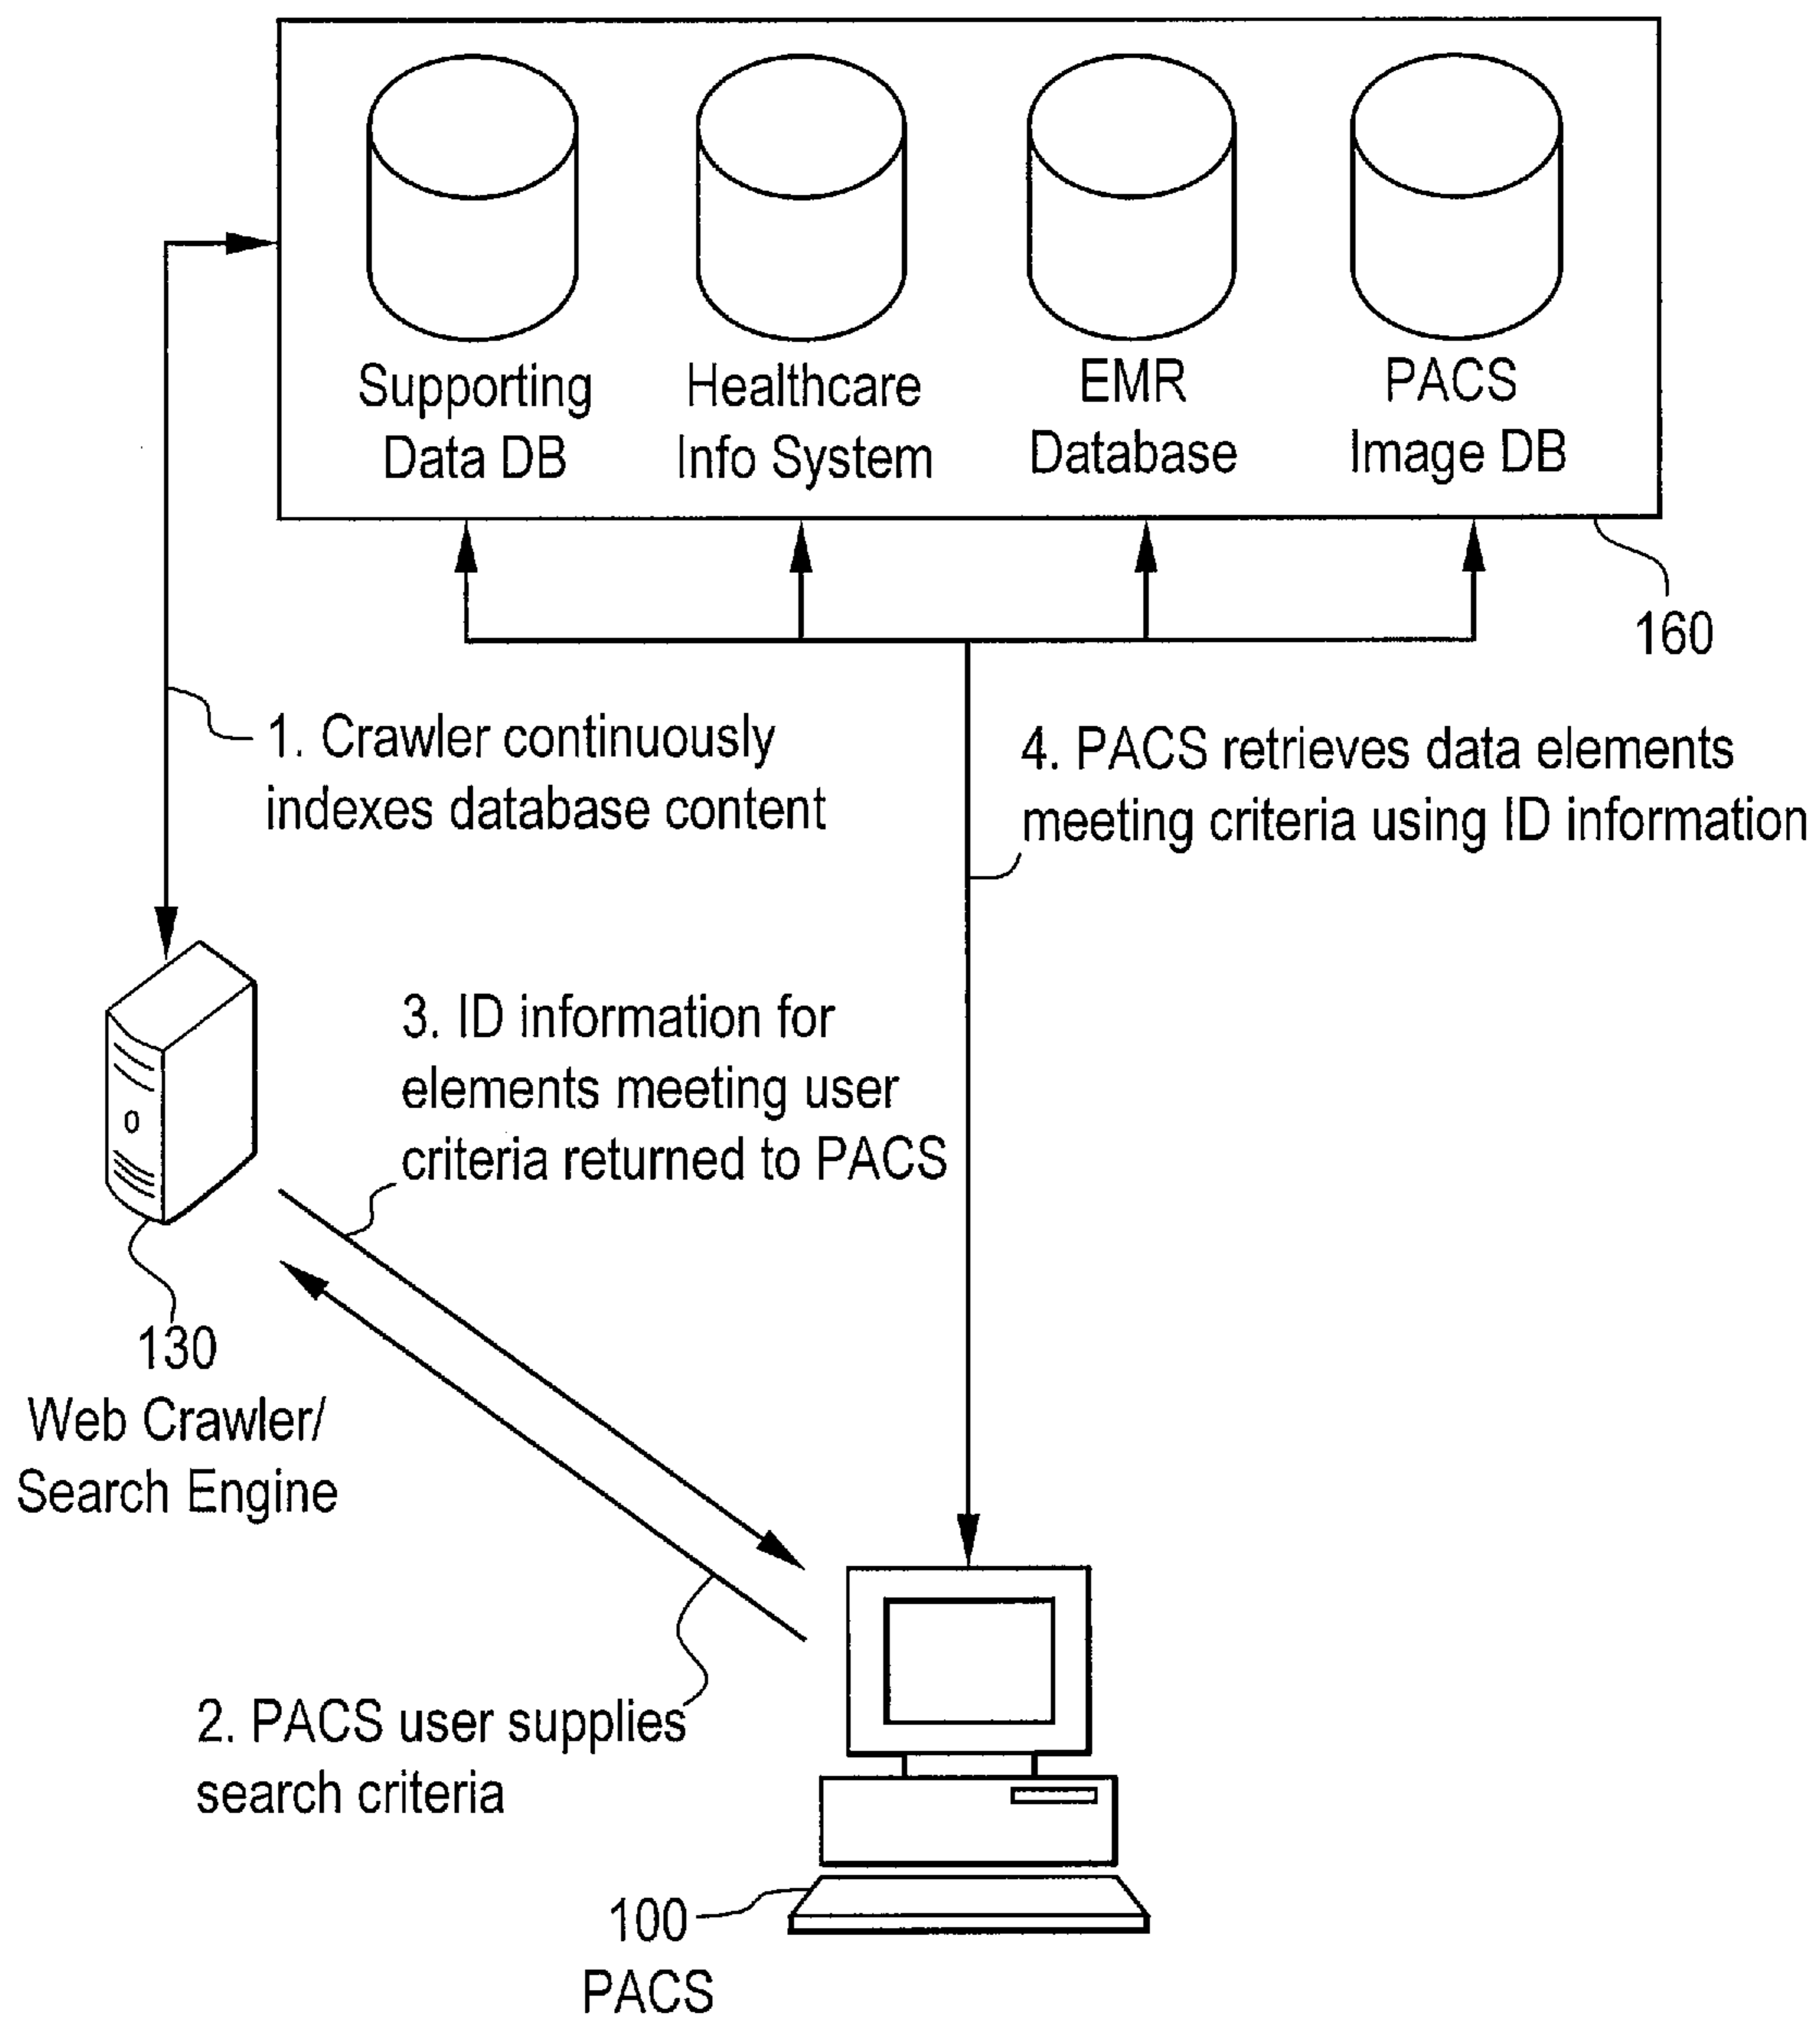 Supporting
Data DB
Healthcare
Info System
EMR
Database
PACS
Image DB
160
1. Crawler continuously
indexes database content
4. PACS retrieves data elements
meeting criteria using ID information
3. ID information for
elements meeting user
criteria returned to PACS
130
Web Crawler/
Search Engine
2. PACS user supplies
search criteria
100
PACS